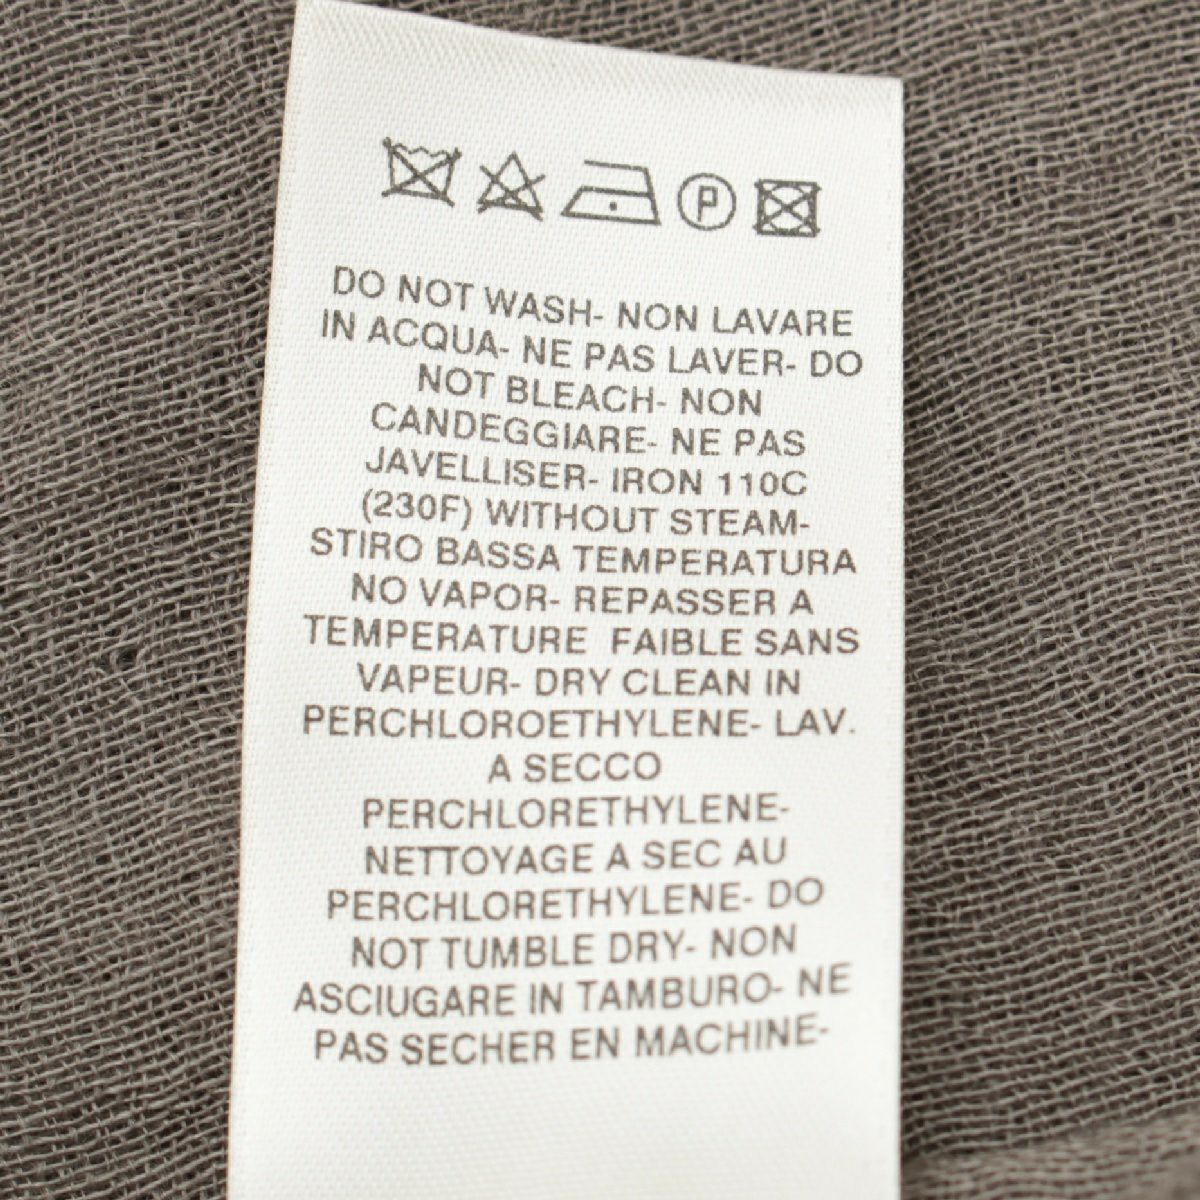 P
DO NOT WASH- NON LAVARE
IN ACQUA- NE PAS LAVER- DO
NOT BLEACH- NON
CANDEGGIARE- NE PAS
JAVELLISER- IRON 110C
(230F) WITHOUT STEAM-
STIRO BASSA TEMPERATURA
NO VAPOR- REPASSER A
TEMPERATURE FAIBLE SANS
VAPEUR- DRY CLEAN IN
PERCHLOROETHYLENE- LAV.
A SECCO
PERCHLORETHYLENE-
NETTOYAGE A SEC AU
PERCHLORETHYLENE- DO
NOT TUMBLE DRY- NON
ASCIUGARE IN TAMBURO- NE
PAS SECHER EN MACHINE-